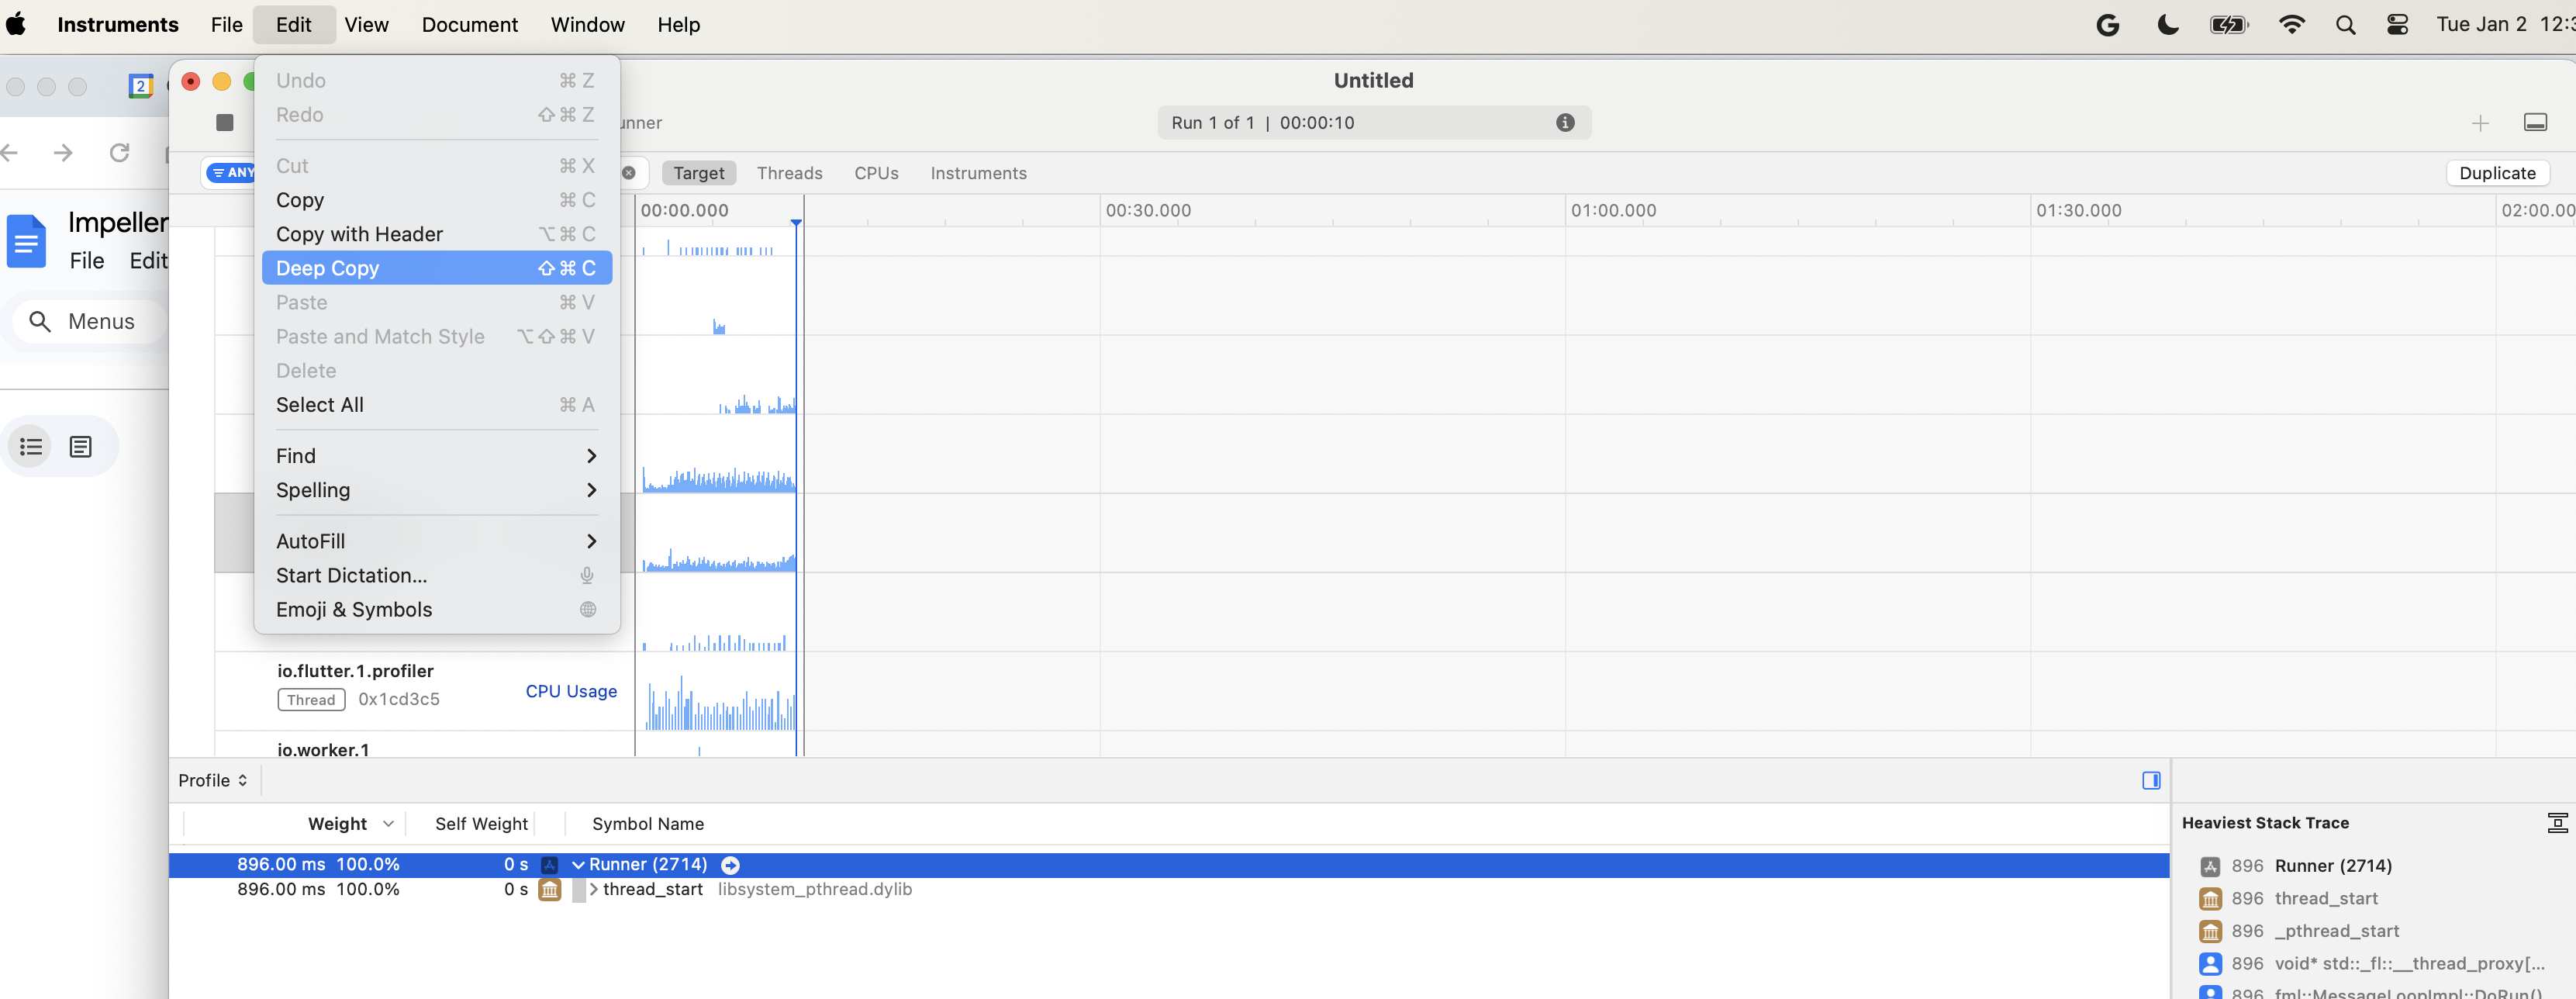 Instruments File Edit View Document Window Help Tue Jan 2 12:3
Untitled
Run 1 of 1 | 00:00:10
2
Impeller
File Edit
Menus
Undo ⌘ Z
Redo ⇧ ⌘ Z
Cut ⌘ X
Copy ⌘ C
Copy with Header ⌥ ⌘ C
Deep Copy ⇧ ⌘ C
Paste ⌘ V
Paste and Match Style ⌥ ⇧ ⌘ V
Delete
Select All ⌘ A
Find
Spelling
AutoFill
Start Dictation...
Emoji & Symbols
unner
ANY
Target Threads CPUs Instruments Duplicate
00:00.000 00:30.000 01:00.000 01:30.000 02:00.00
io.flutter.1.profiler
Thread 0x1cd3c5 CPU Usage
io.worker.1
Profile
Weight Self Weight Symbol Name
896.00 ms 100.0% 0 s Runner (2714)
896.00 ms 100.0% 0 s thread_start libsystem_pthread.dylib
Heaviest Stack Trace
896 Runner (2714)
896 thread_start
896 _pthread_start
896 void* std::_fl::__thread_proxy[...
896 fml::MessageLoopImpl::DoRun()